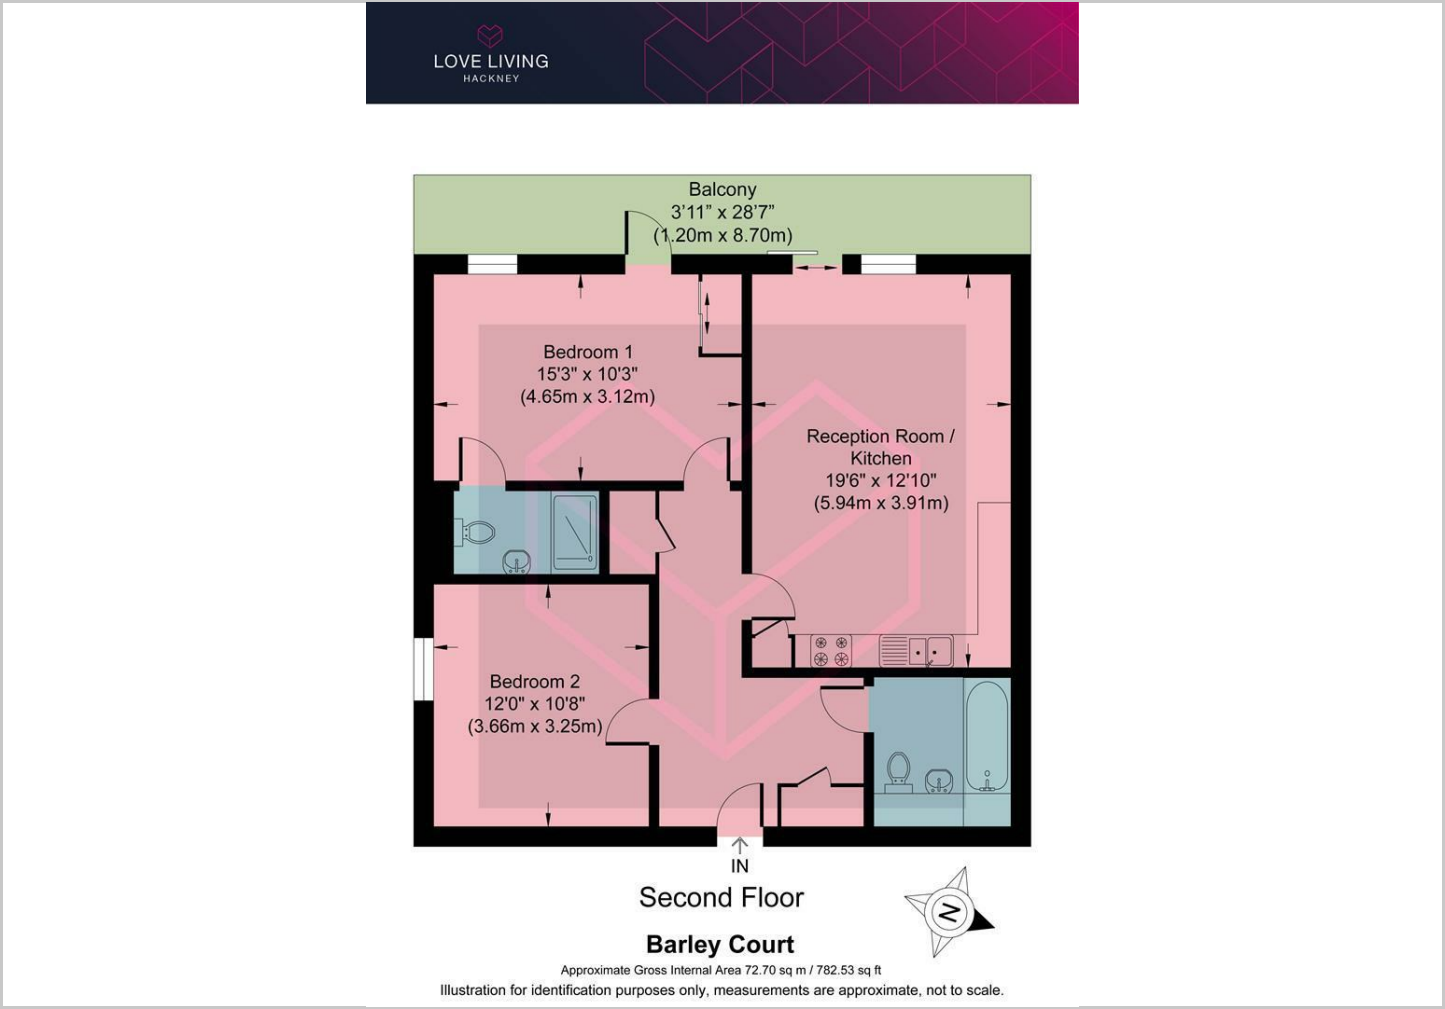 LOVE LIVING
HACKNEY
Balcony
3'11” x 28'7”
(1.20m x 8.70m)
Bedroom 1
15'3" x 10'3"
(4.65m x 3.12m)
Reception Room /
Kitchen
19'6" x 12'10"
(5.94m x 3.91m)
Bedroom 2
12'0" x 10'8"
(3.66m x 3.25m)
IN
Second Floor
N
Barley Court
Approximate Gross Internal Area 72.70 sq m / 782.53 sq ft
Illustration for identification purposes only, measurements are approximate, not to scale.